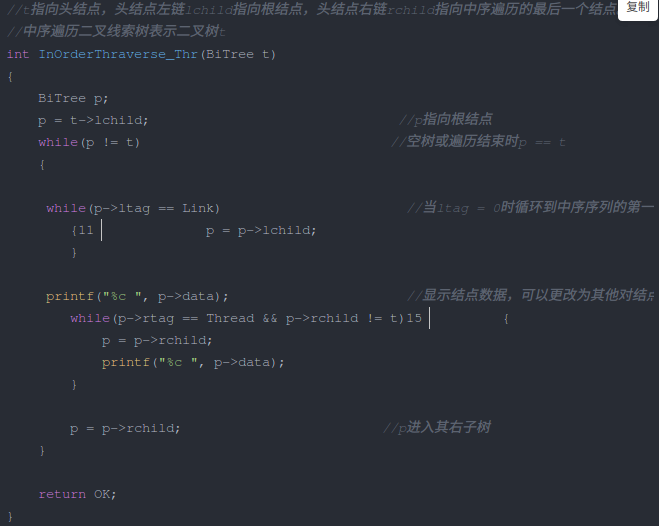 //t指向头结点，头结点左链lchild指向根结点，头结点右链rchild指向中序遍历的最后一个结点
复制
//中序遍历二叉线索树表示二叉树t
int InOrderThraverse_Thr(BiTree t)
{
BiTree p;
p = t->lchild; //p指向根结点
while(p != t) //空树或遍历结束时p == t
{
while(p->ltag == Link) //当ltag = 0时循环到中序序列的第一
{11 p = p->lchild;
}
printf("%c ", p->data); //显示结点数据，可以更改为其他对结点
while(p->rtag == Thread && p->rchild != t)15 {
p = p->rchild;
printf("%c ", p->data);
}
p = p->rchild; //p进入其右子树
}
return OK;
}